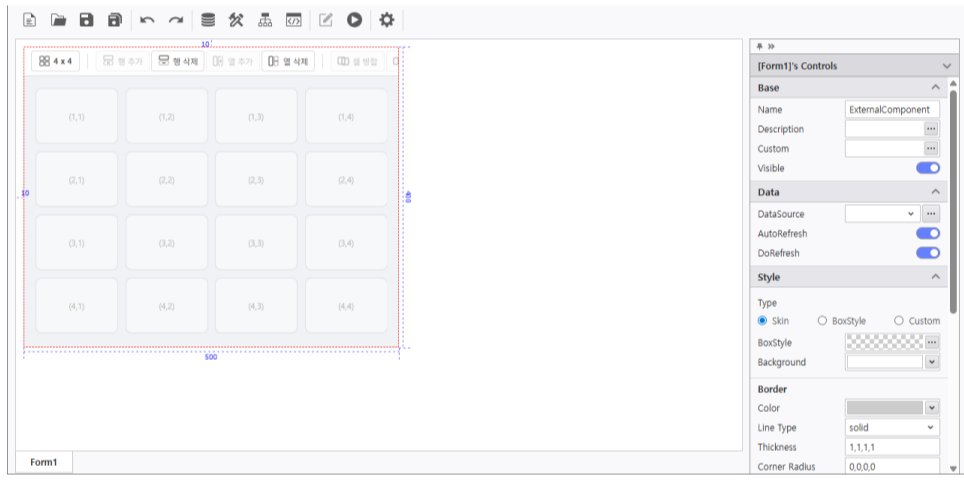 10
4 x 4 행 추가 행 삭제 열 추가 열 삭제 셀 병합
(1,1) (1,2) (1,3) (1,4)
(2,1) (2,2) (2,3) (2,4)
10
400
(3,1) (3,2) (3,3) (3,4)
(4,1) (4,2) (4,3) (4,4)
500
Form1
[Form1]'s Controls
Base
Name ExternalComponent
Description
Custom
Visible
Data
DataSource
AutoRefresh
DoRefresh
Style
Type
Skin BoxStyle Custom
BoxStyle
Background
Border
Color
Line Type solid
Thickness 1,1,1,1
Corner Radius 0,0,0,0